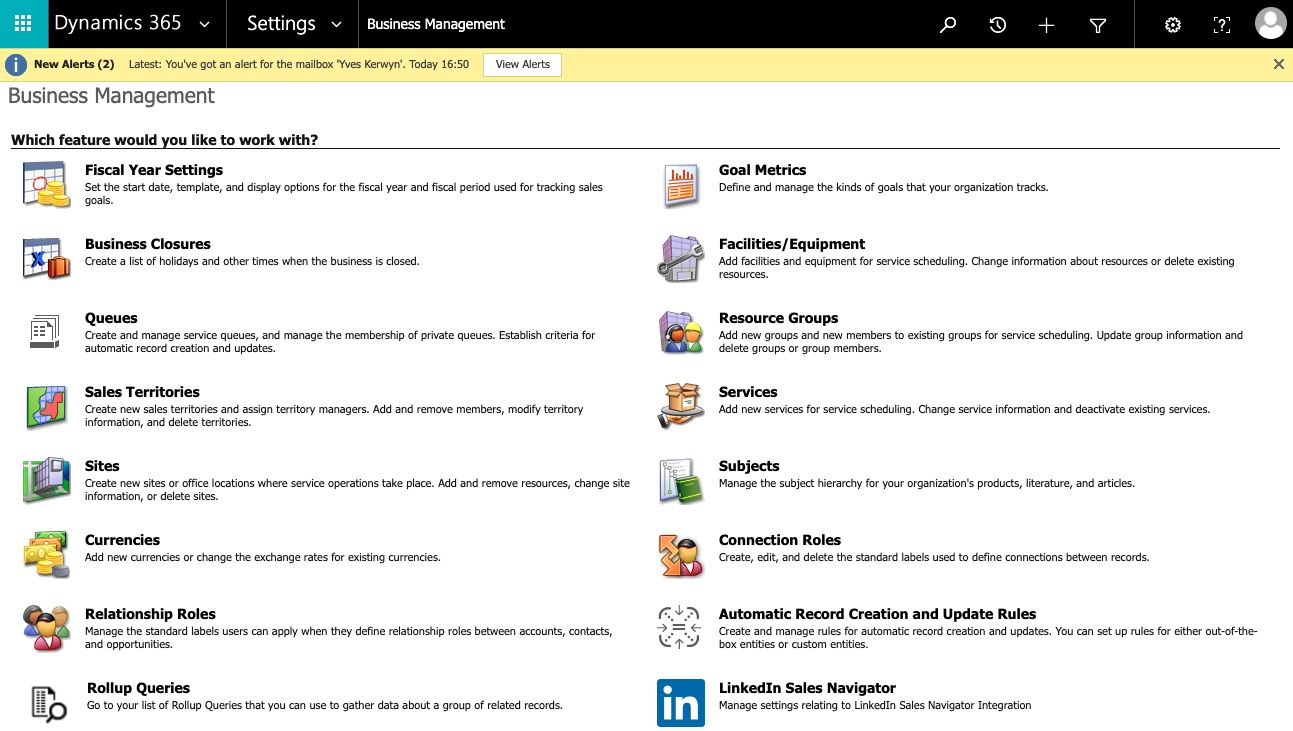 Dynamics 365
Settings
Business Management
New Alerts (2) Latest: You've got an alert for the mailbox 'Yves Kerwyn'. Today 16:50 View Alerts
Business Management
Which feature would you like to work with?
Fiscal Year Settings
Set the start date, template, and display options for the fiscal year and fiscal period used for tracking sales
goals.
Goal Metrics
Define and manage the kinds of goals that your organization tracks.
Business Closures
Create a list of holidays and other times when the business is closed.
Facilities/Equipment
Add facilities and equipment for service scheduling. Change information about resources or delete existing
resources.
Queues
Create and manage service queues, and manage the membership of private queues. Establish criteria for
automatic record creation and updates.
Resource Groups
Add new groups and new members to existing groups for service scheduling. Update group information and
delete groups or group members.
Sales Territories
Create new sales territories and assign territory managers. Add and remove members, modify territory
information, and delete territories.
Services
Add new services for service scheduling. Change service information and deactivate existing services.
Sites
Create new sites or office locations where service operations take place. Add and remove resources, change site
information, or delete sites.
Subjects
Manage the subject hierarchy for your organization's products, literature, and articles.
Currencies
Add new currencies or change the exchange rates for existing currencies.
Connection Roles
Create, edit, and delete the standard labels used to define connections between records.
Relationship Roles
Manage the standard labels users can apply when they define relationship roles between accounts, contacts,
and opportunities.
Automatic Record Creation and Update Rules
Create and manage rules for automatic record creation and updates. You can set up rules for either out-of-the-
box entities or custom entities.
Rollup Queries
Go to your list of Rollup Queries that you can use to gather data about a group of related records.
in
LinkedIn Sales Navigator
Manage settings relating to LinkedIn Sales Navigator Integration